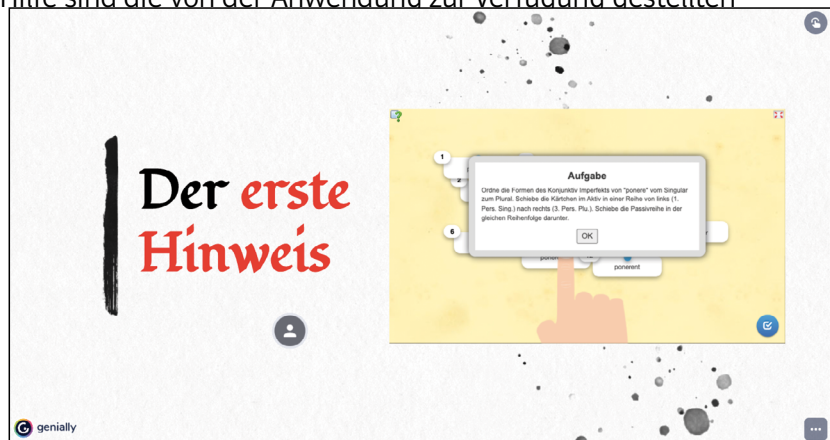 Hilfe sind die von der Anwendung zur Verfügung gestellten
Der erste
Hinweis
1
2
6
Aufgabe
Ordne die Formen des Konjunktiv Imperfekts von "ponere" vom Singular
zum Plural. Schiebe die Kärtchen im Aktiv in einer Reihe von links (1.
Pers. Sing.) nach rechts (3. Pers. Plu.). Schiebe die Passivreihe in der
gleichen Reihenfolge darunter.
OK
ponerent
genially